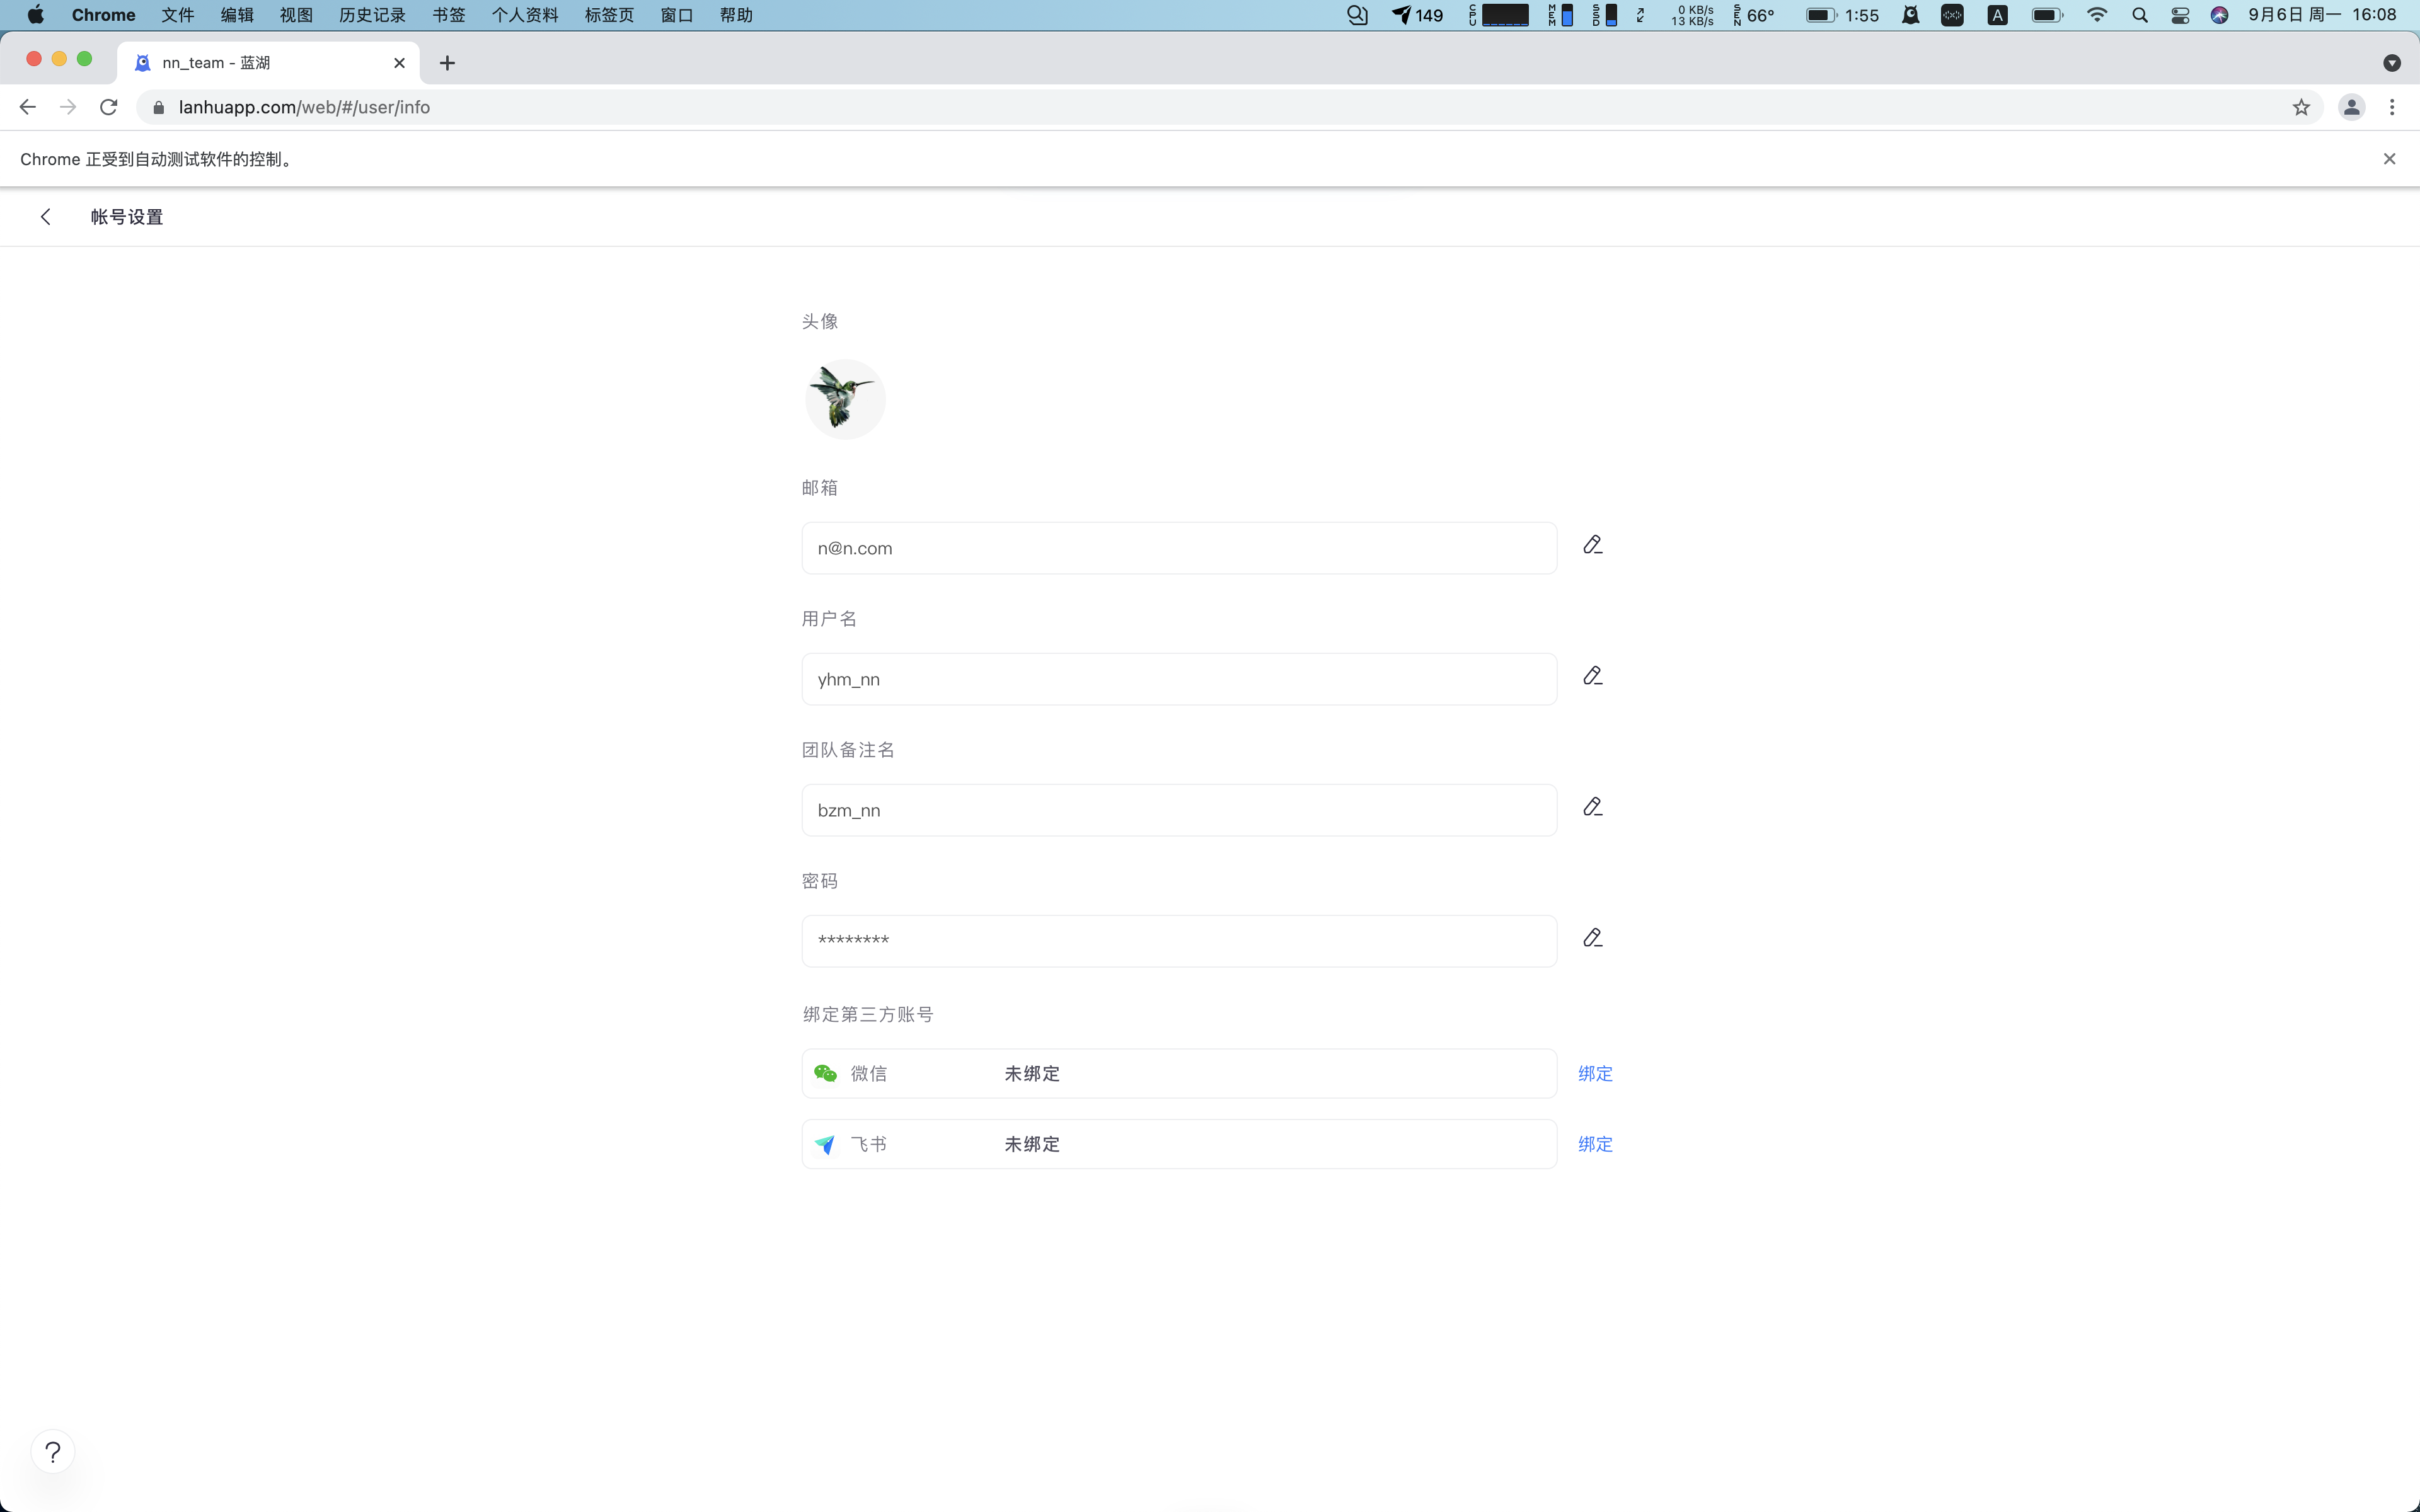 Chrome 文件 编辑 视图 历史记录 书签 个人资料 标签页 窗口 帮助 149 CPU MEM SSD 0 KB/s 13 KB/s SEN 66° 1:55 A 9月6日 周一 16:08
nn_team - 蓝湖
lanhuapp.com/web/#/user/info
Chrome 正受到自动测试软件的控制。
帐号设置
头像
邮箱
n@n.com
用户名
yhm_nn
团队备注名
bzm_nn
密码
********
绑定第三方账号
微信 未绑定 绑定
飞书 未绑定 绑定
?